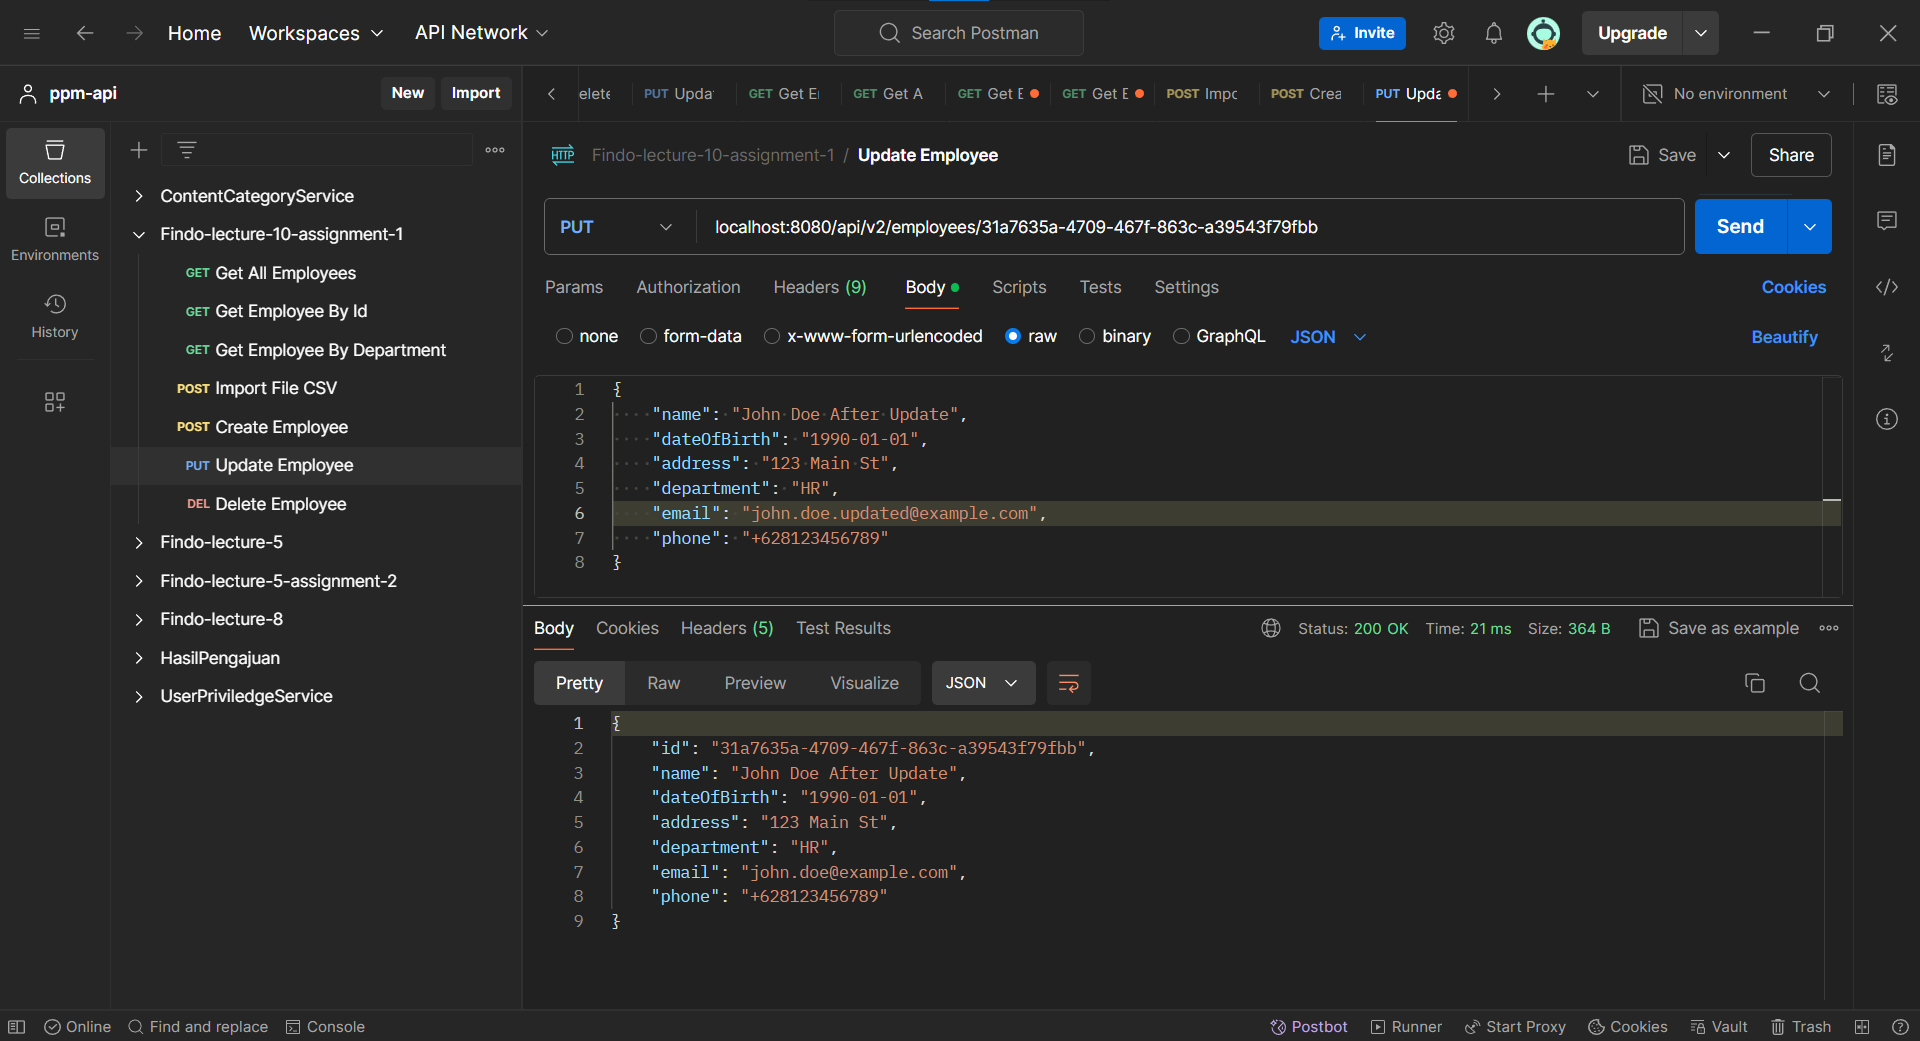 Home Workspaces API Network Search Postman Invite Upgrade
ppm-api New Import elete PUT Upda GET Get E GET Get A GET Get E GET Get E POST Impo POST Crea PUT Upda No environment
Findo-lecture-10-assignment-1 / Update Employee Save Share
Collections
Environments
History
ContentCategoryService
Findo-lecture-10-assignment-1
GET Get All Employees
GET Get Employee By Id
GET Get Employee By Department
POST Import File CSV
POST Create Employee
PUT Update Employee
DEL Delete Employee
Findo-lecture-5
Findo-lecture-5-assignment-2
Findo-lecture-8
HasilPengajuan
UserPriviledgeService
PUT localhost:8080/api/v2/employees/31a7635a-4709-467f-863c-a39543f79fbb Send
Params Authorization Headers (9) Body Scripts Tests Settings Cookies
none form-data x-www-form-urlencoded raw binary GraphQL JSON Beautify
1 {
2 "name": "John Doe After Update",
3 "dateOfBirth": "1990-01-01",
4 "address": "123 Main St",
5 "department": "HR",
6 "email": "john.doe.updated@example.com",
7 "phone": "+628123456789"
8 }
Body Cookies Headers (5) Test Results Status: 200 OK Time: 21 ms Size: 364 B Save as example
Pretty Raw Preview Visualize JSON
1 {
2 "id": "31a7635a-4709-467f-863c-a39543f79fbb",
3 "name": "John Doe After Update",
4 "dateOfBirth": "1990-01-01",
5 "address": "123 Main St",
6 "department": "HR",
7 "email": "john.doe@example.com",
8 "phone": "+628123456789"
9 }
Online Find and replace Console Postbot Runner Start Proxy Cookies Vault Trash